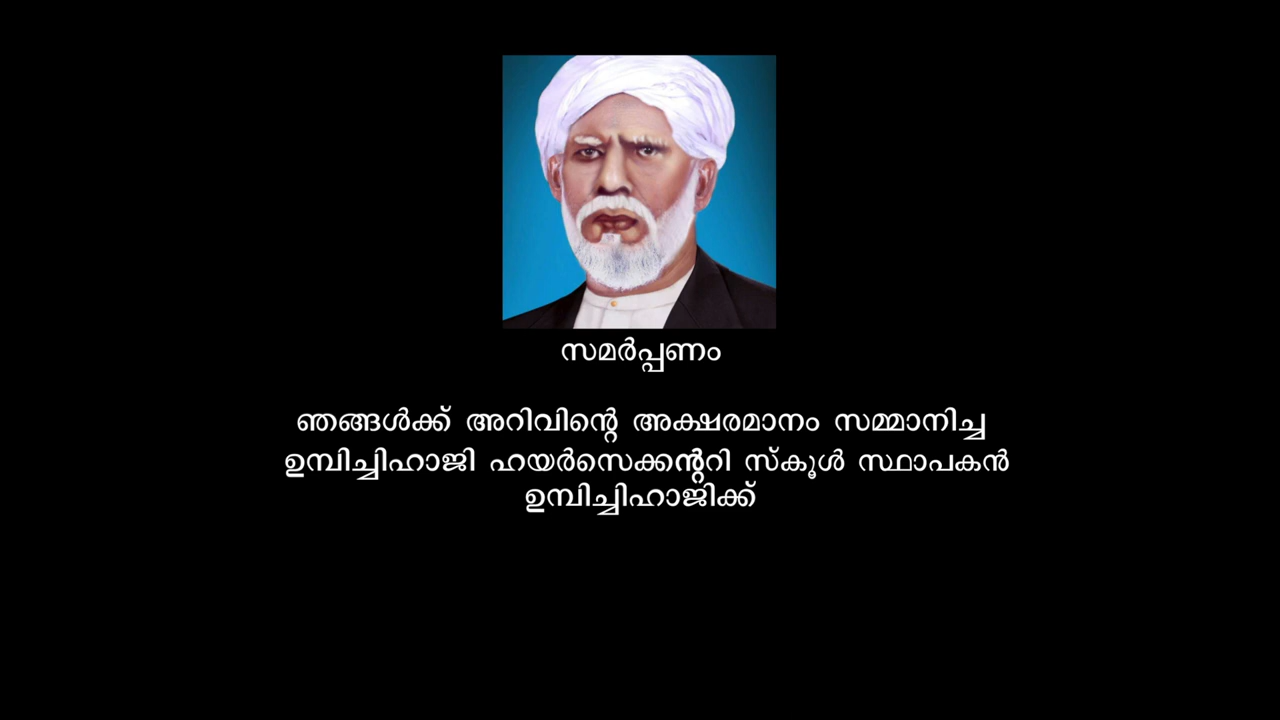 സമർപ്പണം
ഞങ്ങൾക്ക് അറിവിന്റെ അക്ഷരമാനം സമ്മാനിച്ച
ഉമ്പിച്ചിഹാജി ഹയർസെക്കന്ററി സ്കൂൾ സ്ഥാപകൻ
ഉമ്പിച്ചിഹാജിക്ക്